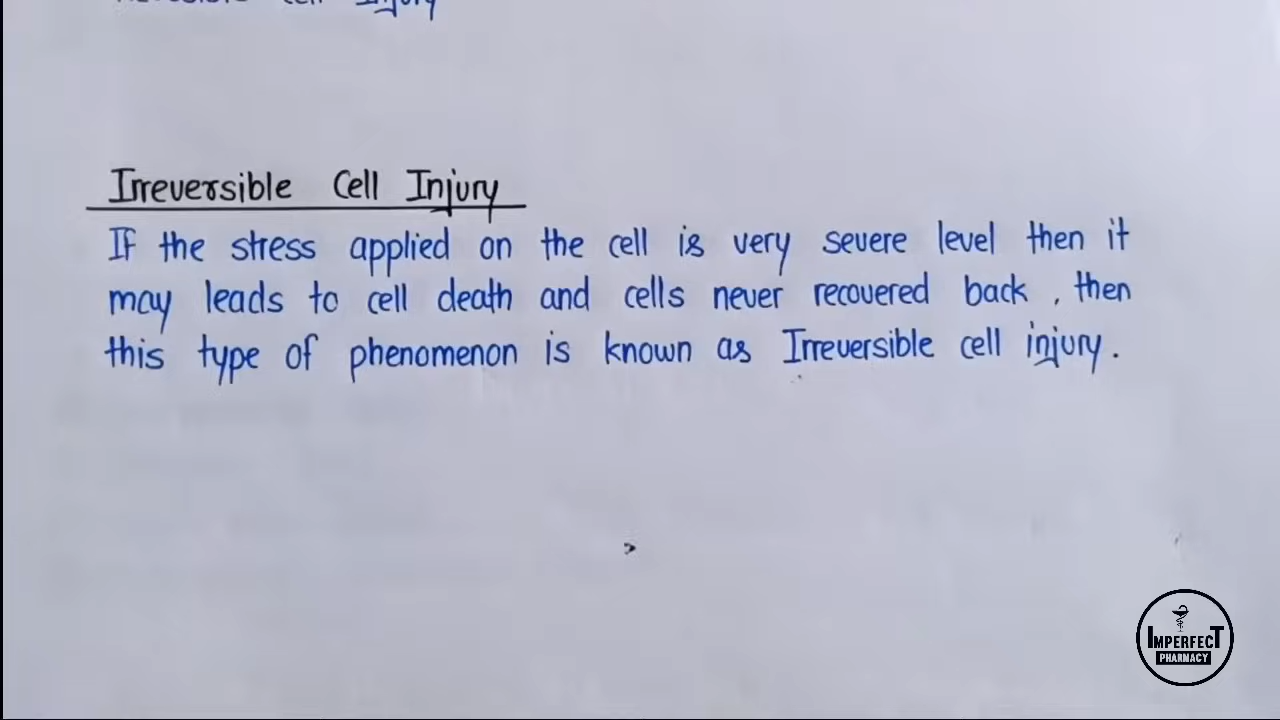 cell Injury
Irreversible Cell Injury
If the stress applied on the cell is very severe level then it
may leads to cell death and cells never recovered back , then
this type of phenomenon is known as Irreversible cell injury.
IMPERFECT
PHARMACY